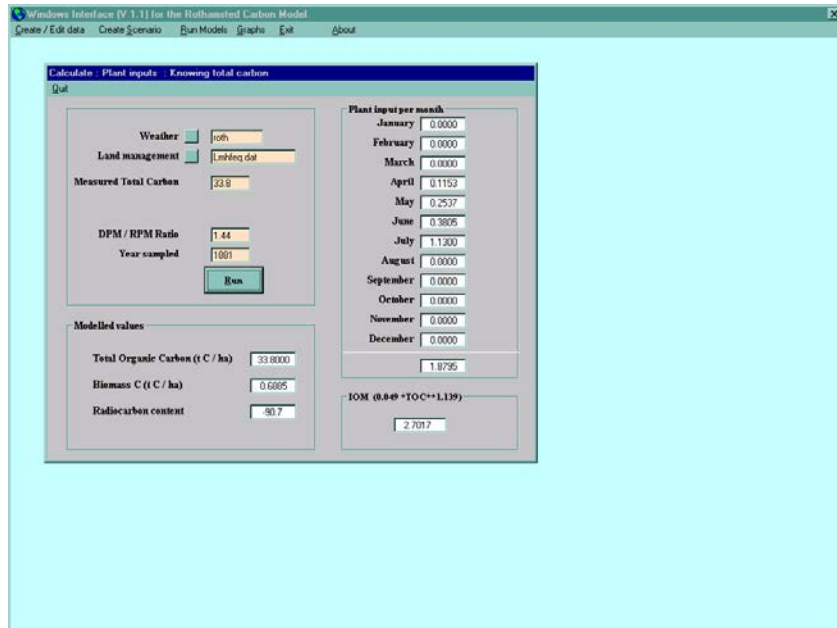 Windows Interface (V 1.1) for the Rothamsted Carbon Model
Create / Edit data Create Scenario Run Models Graphs Exit About
Calculate : Plant inputs : Knowing total carbon
Quit
Weather roth
Land management Lmhfeq.dat
Measured Total Carbon 33.8
DPM / RPM Ratio 1.44
Year sampled 1881
Run
Plant input per month
January 0.0000
February 0.0000
March 0.0000
April 0.1153
May 0.2537
June 0.3805
July 1.1300
August 0.0000
September 0.0000
October 0.0000
November 0.0000
December 0.0000
1.8795
Modelled values
Total Organic Carbon (t C / ha) 33.8000
Biomass C (t C / ha) 0.6885
Radiocarbon content -90.7
IOM (0.049 *TOC**1.139)
2.7017